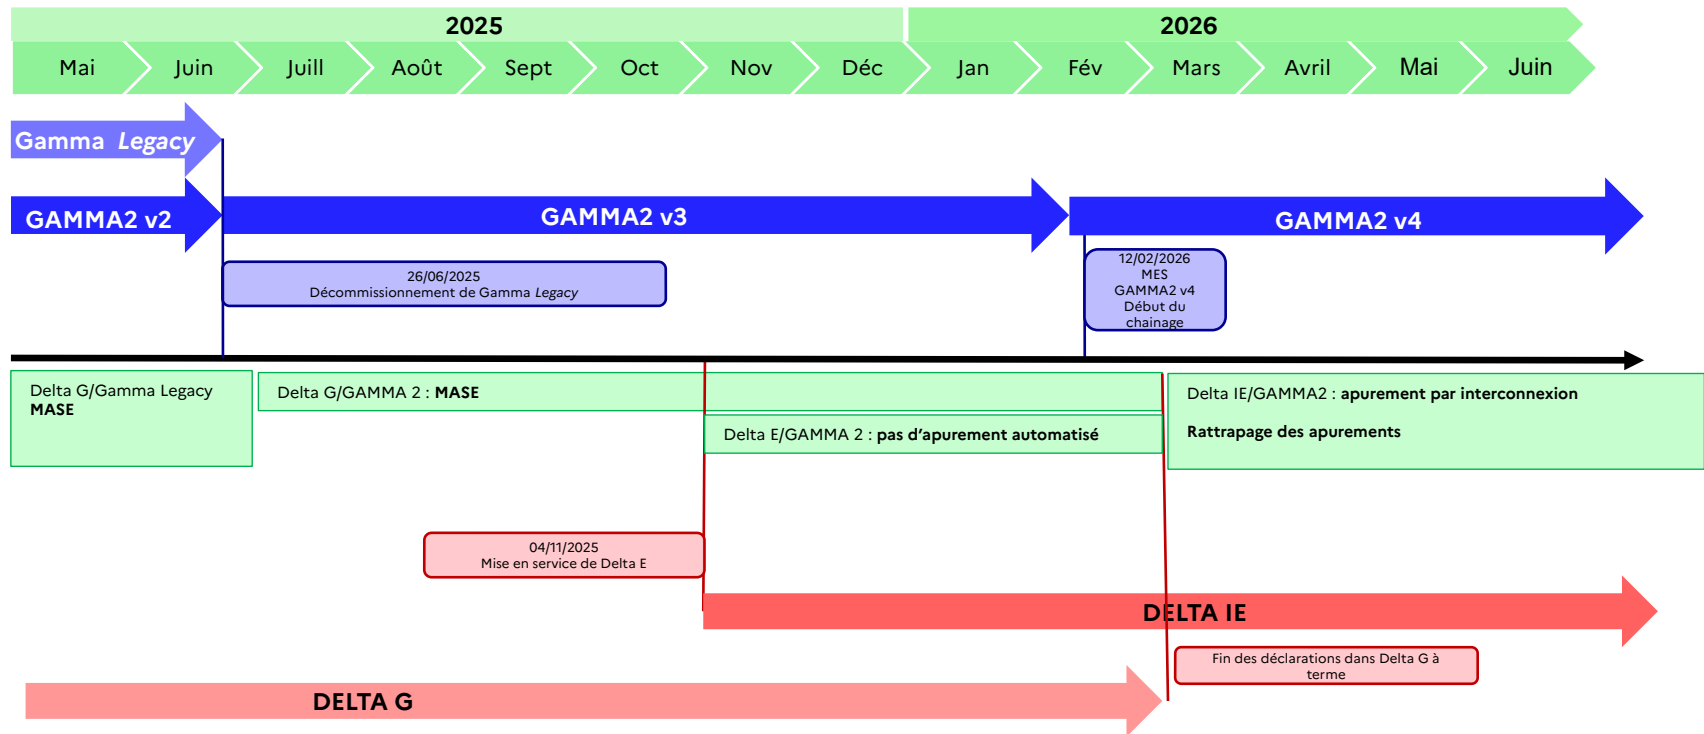 2025
2026
Mai
Juin
Juill
Août
Sept
Oct
Nov
Déc
Jan
Fév
Mars
Avril
Mai
Juin
Gamma Legacy
GAMMA2 v2
GAMMA2 v3
GAMMA2 v4
26/06/2025
Décommissionnement de Gamma Legacy
12/02/2026
MES
GAMMA2 v4
Début du
chainage
Delta G/Gamma Legacy
MASE
Delta G/GAMMA 2 : MASE
Delta E/GAMMA 2 : pas d’apurement automatisé
Delta IE/GAMMA2 : apurement par interconnexion
Rattrapage des apurements
04/11/2025
Mise en service de Delta E
DELTA IE
Fin des déclarations dans Delta G à
terme
DELTA G